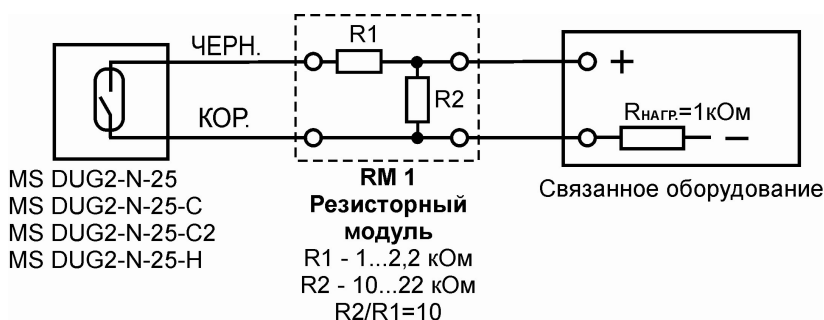 ЧЕРН.
КОР.
MS DUG2-N-25
MS DUG2-N-25-C
MS DUG2-N-25-C2
MS DUG2-N-25-H
R1
R2
RM 1
Резисторный
модуль
R1 - 1...2,2 кОм
R2 - 10...22 кОм
R2/R1=10
+
RНАГР.=1кОм
–
Связанное оборудование